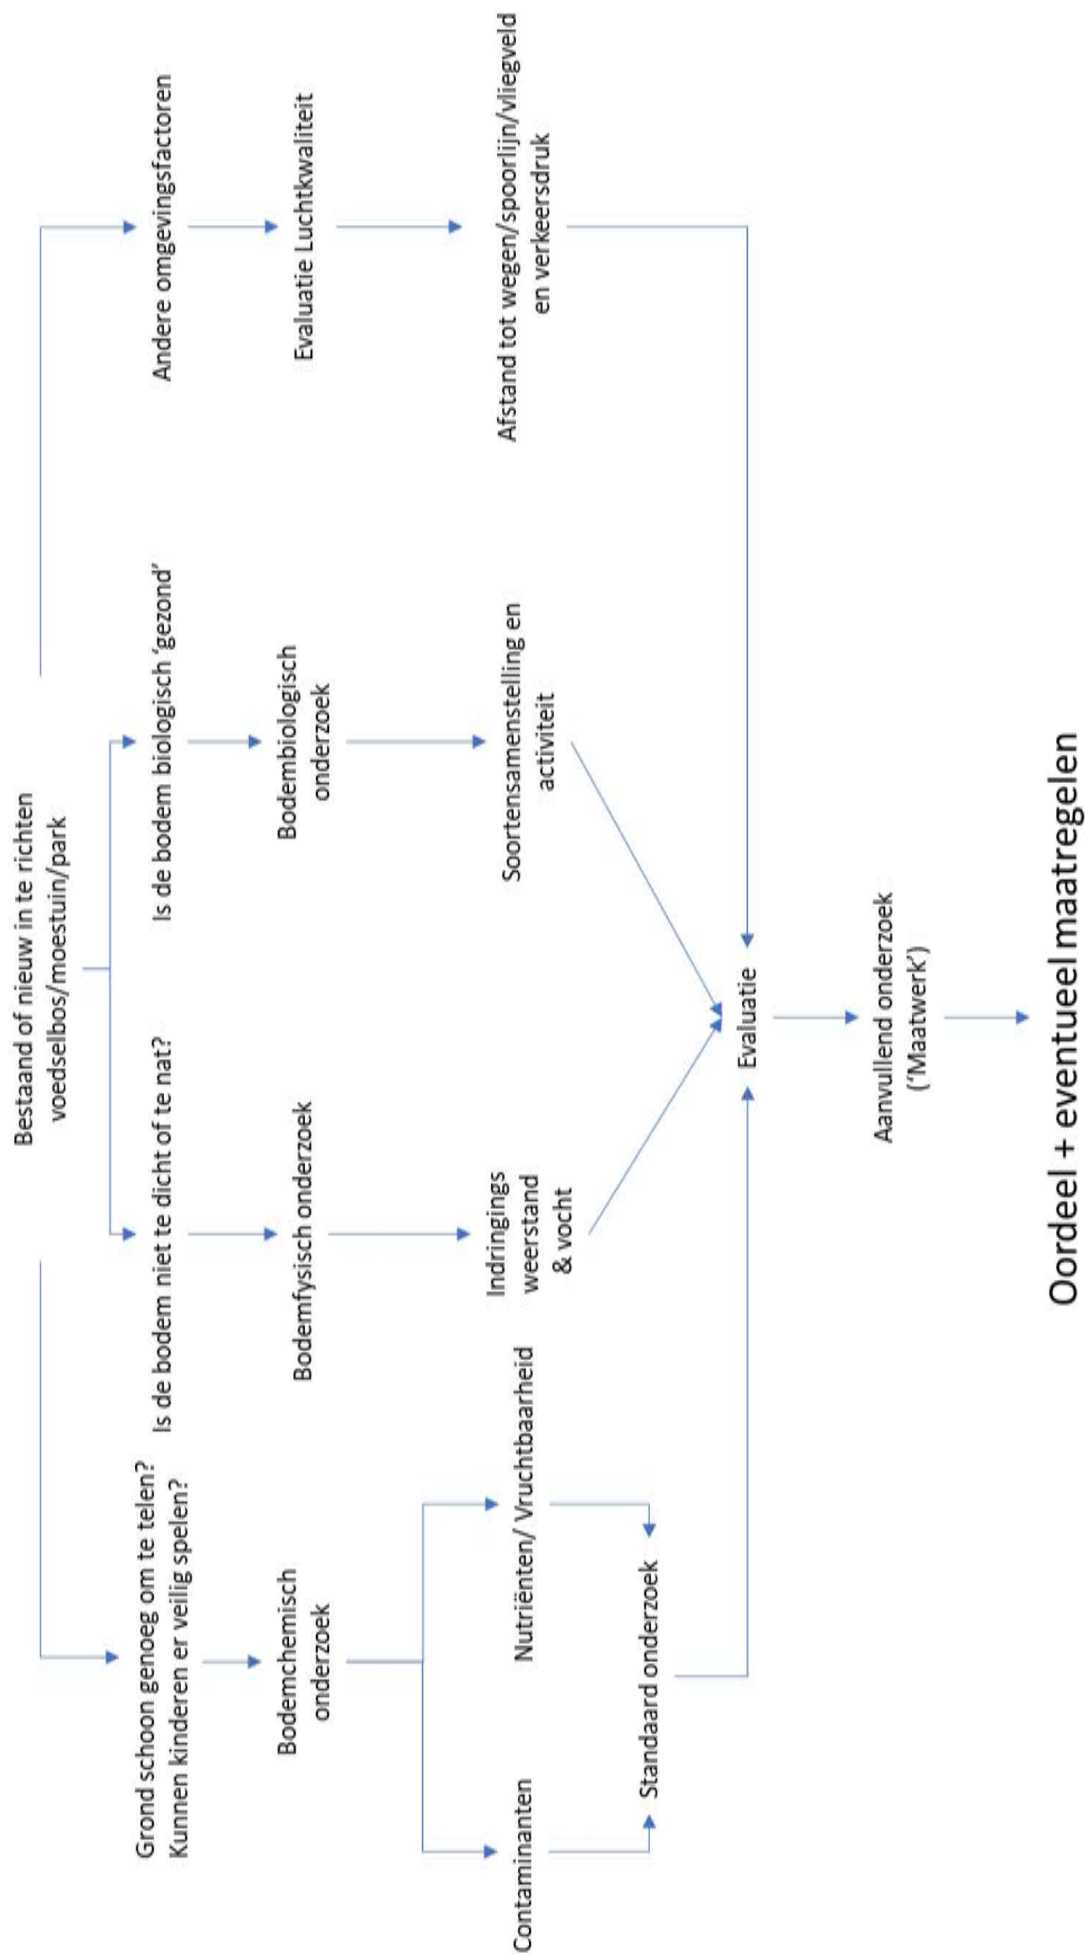 Bestaand of nieuw in te richten
voedselbos/moestuin/park
Grond schoon genoeg om te telen?
Kunnen kinderen er veilig spelen?
Is de bodem niet te dicht of te nat?
Is de bodem biologisch ‘gezond’
Andere omgevingsfactoren
Bodemchemisch
onderzoek
Bodemfysisch onderzoek
Bodembiologisch
onderzoek
Evaluatie Luchtkwaliteit
Contaminanten
Nutriënten/ Vruchtbaarheid
Indringings
weerstand
& vocht
Soortensamenstelling en
activiteit
Afstand tot wegen/spoorlijn/vliegveld
en verkeersdruk
Standaard onderzoek
Evaluatie
Aanvullend onderzoek
(‘Maatwerk’)
Oordeel + eventueel maatregelen